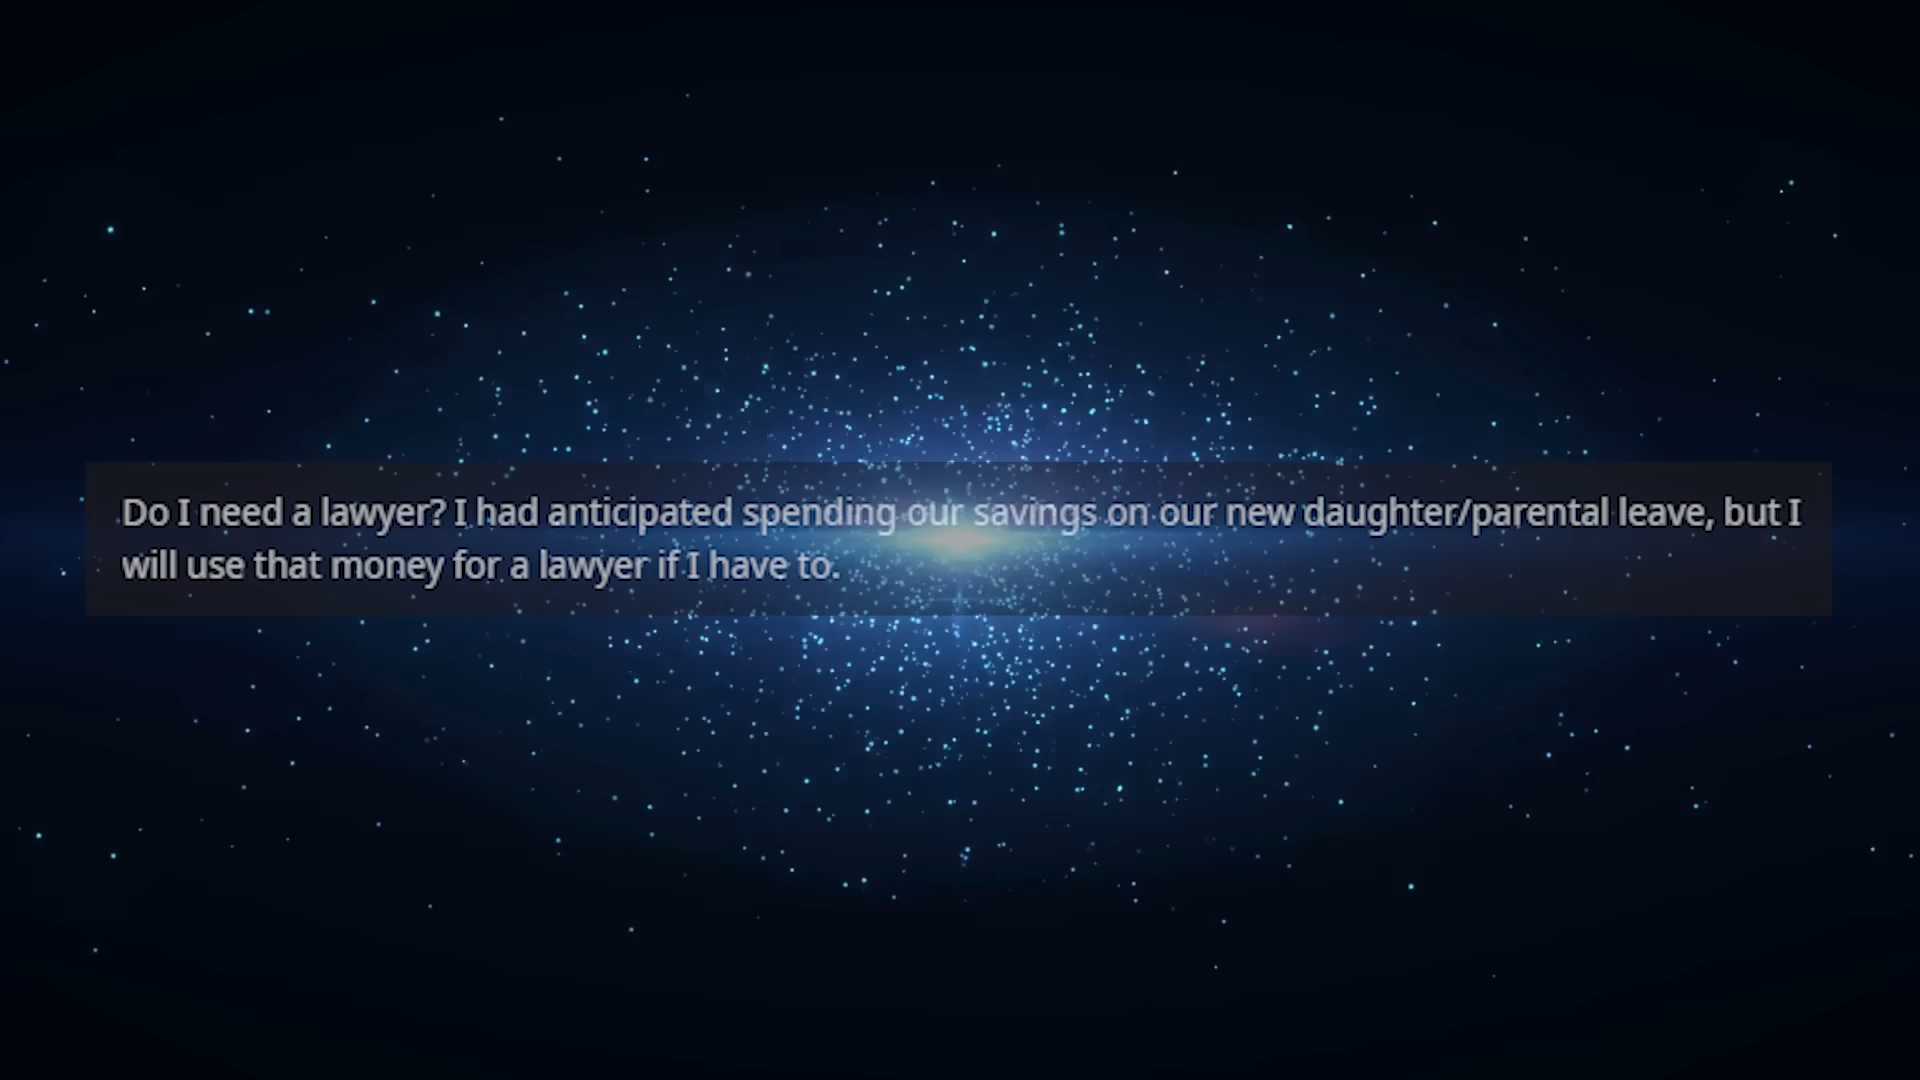 Do I need a lawyer? I had anticipated spending our savings on our new daughter/parental leave, but I
will use that money for a lawyer if I have to.